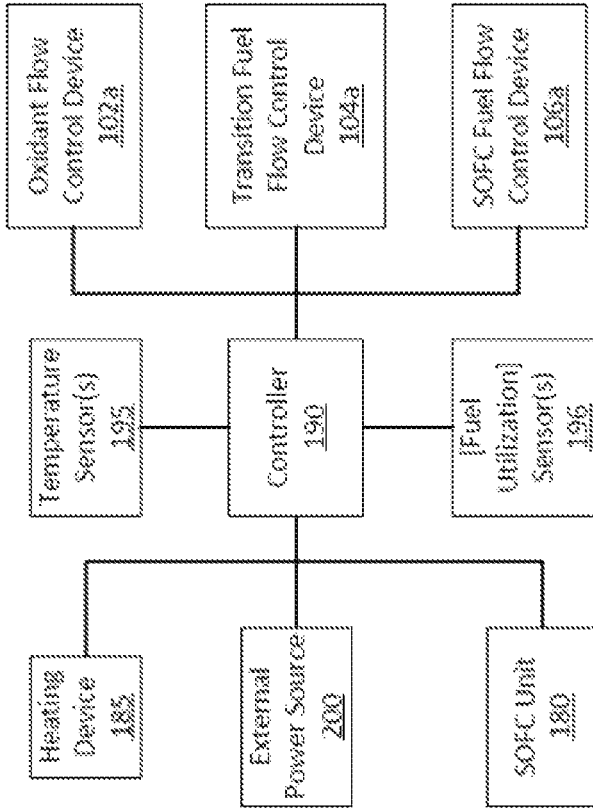 SOFC Unit
180
External
Power Source
200
Heating
Device
185
[Fuel
Utilization]
Sensor(s)
196
Controller
190
Temperature
Sensor(s)
195
SOFC Fuel Flow
Control Device
106a
Transition Fuel
Flow Control
Device
104a
Oxidant Flow
Control Device
102a